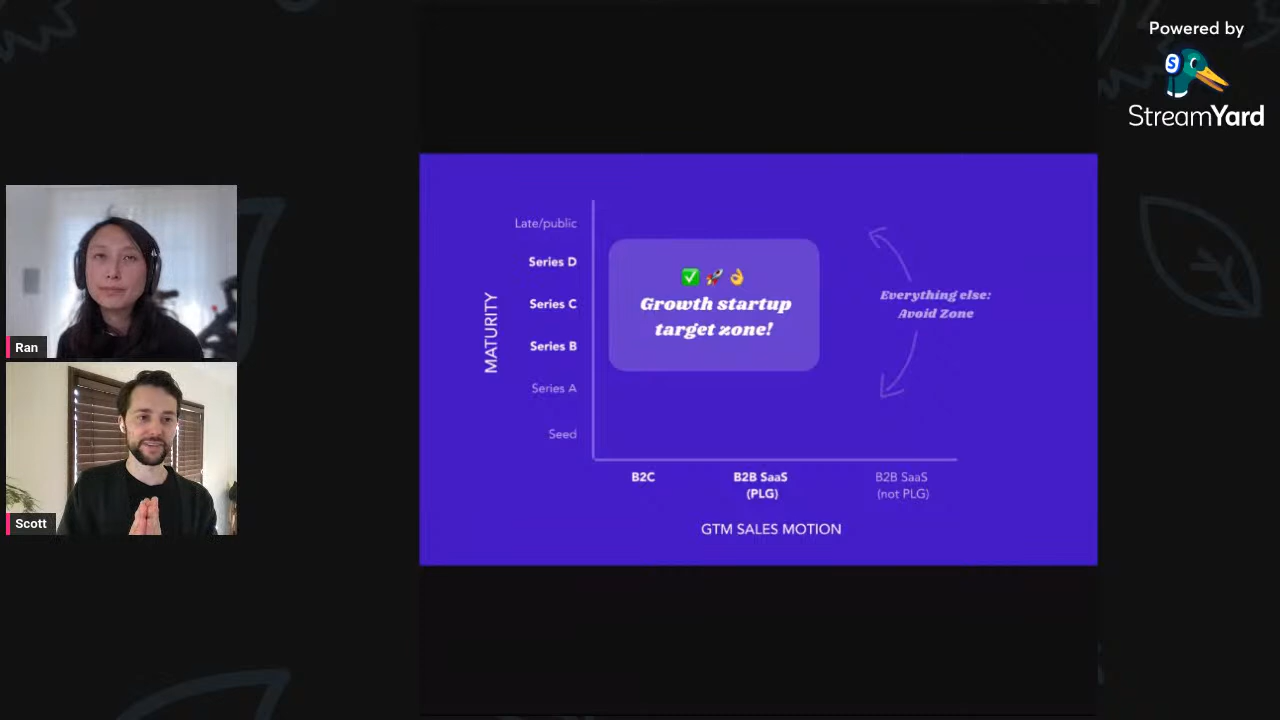 Powered by
S
StreamYard
Ran
Scott
Late/public
Series D
Series C
Series B
Series A
Seed
MATURITY
✅ 🚀 👌
Growth startup
target zone!
Everything else:
Avoid Zone
B2C
B2B SaaS
(PLG)
B2B SaaS
(not PLG)
GTM SALES MOTION